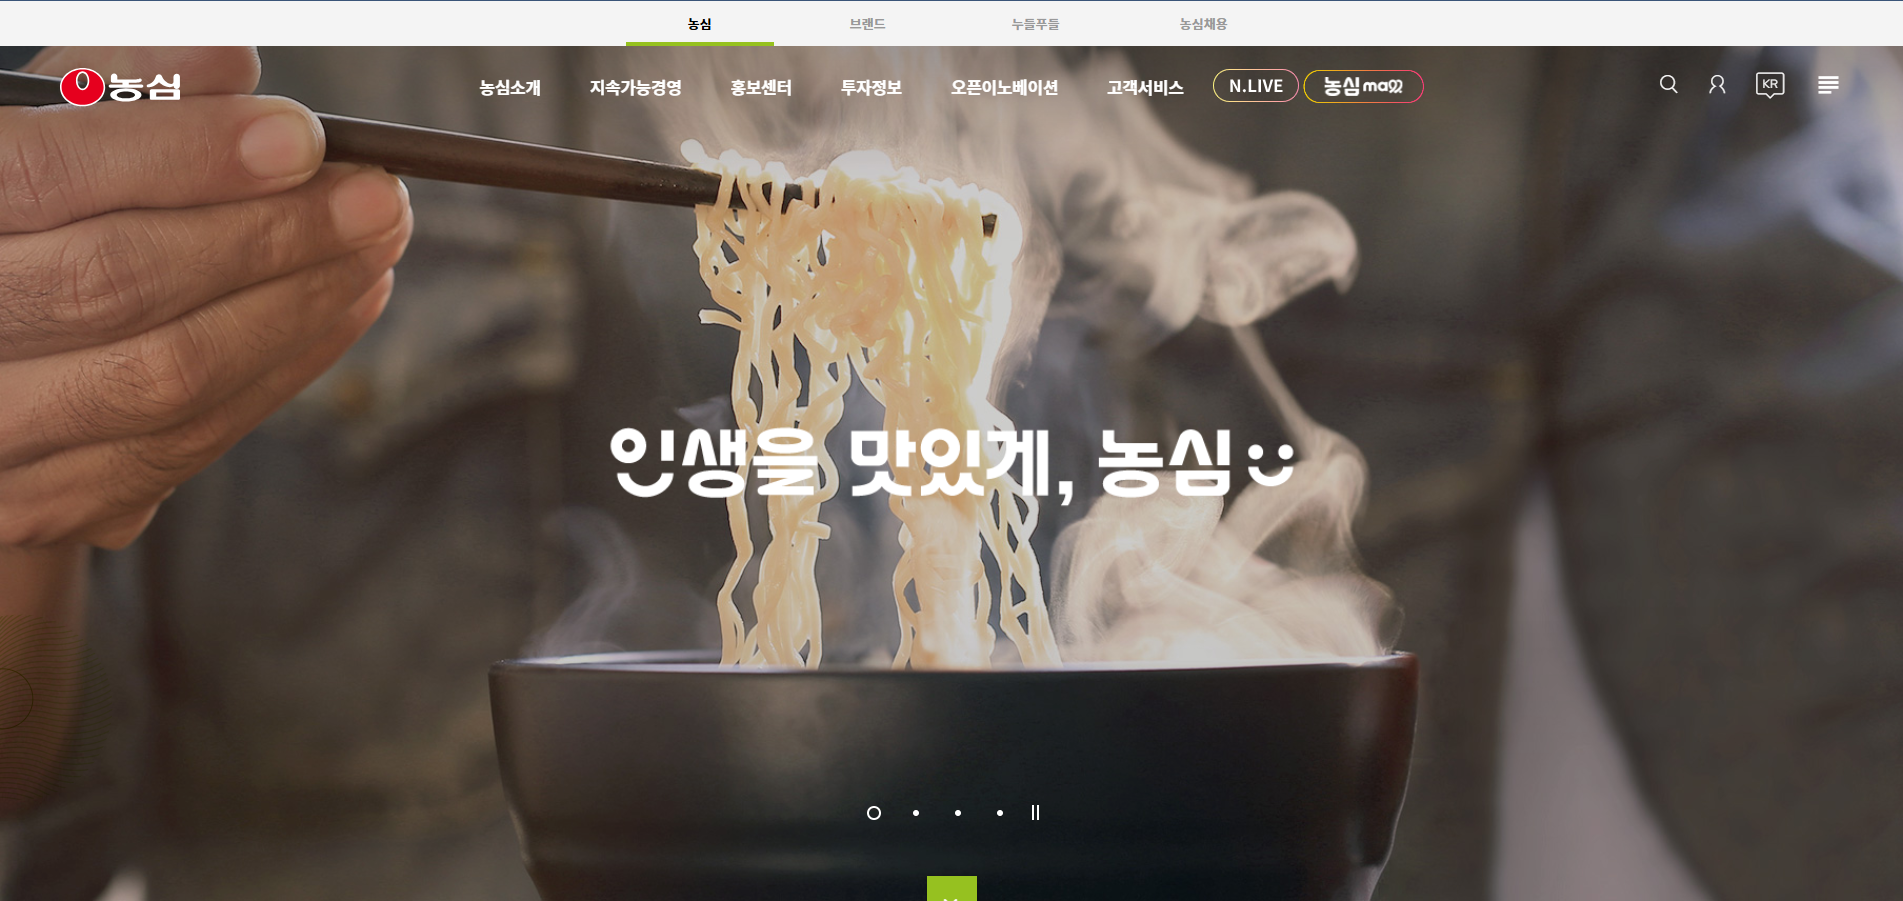 농심
브랜드
누들푸들
농심채용
농심
농심소개
지속가능경영
홍보센터
투자정보
오픈이노베이션
고객서비스
N.LIVE
농심 ma있
KR
인생을 맛있게, 농심